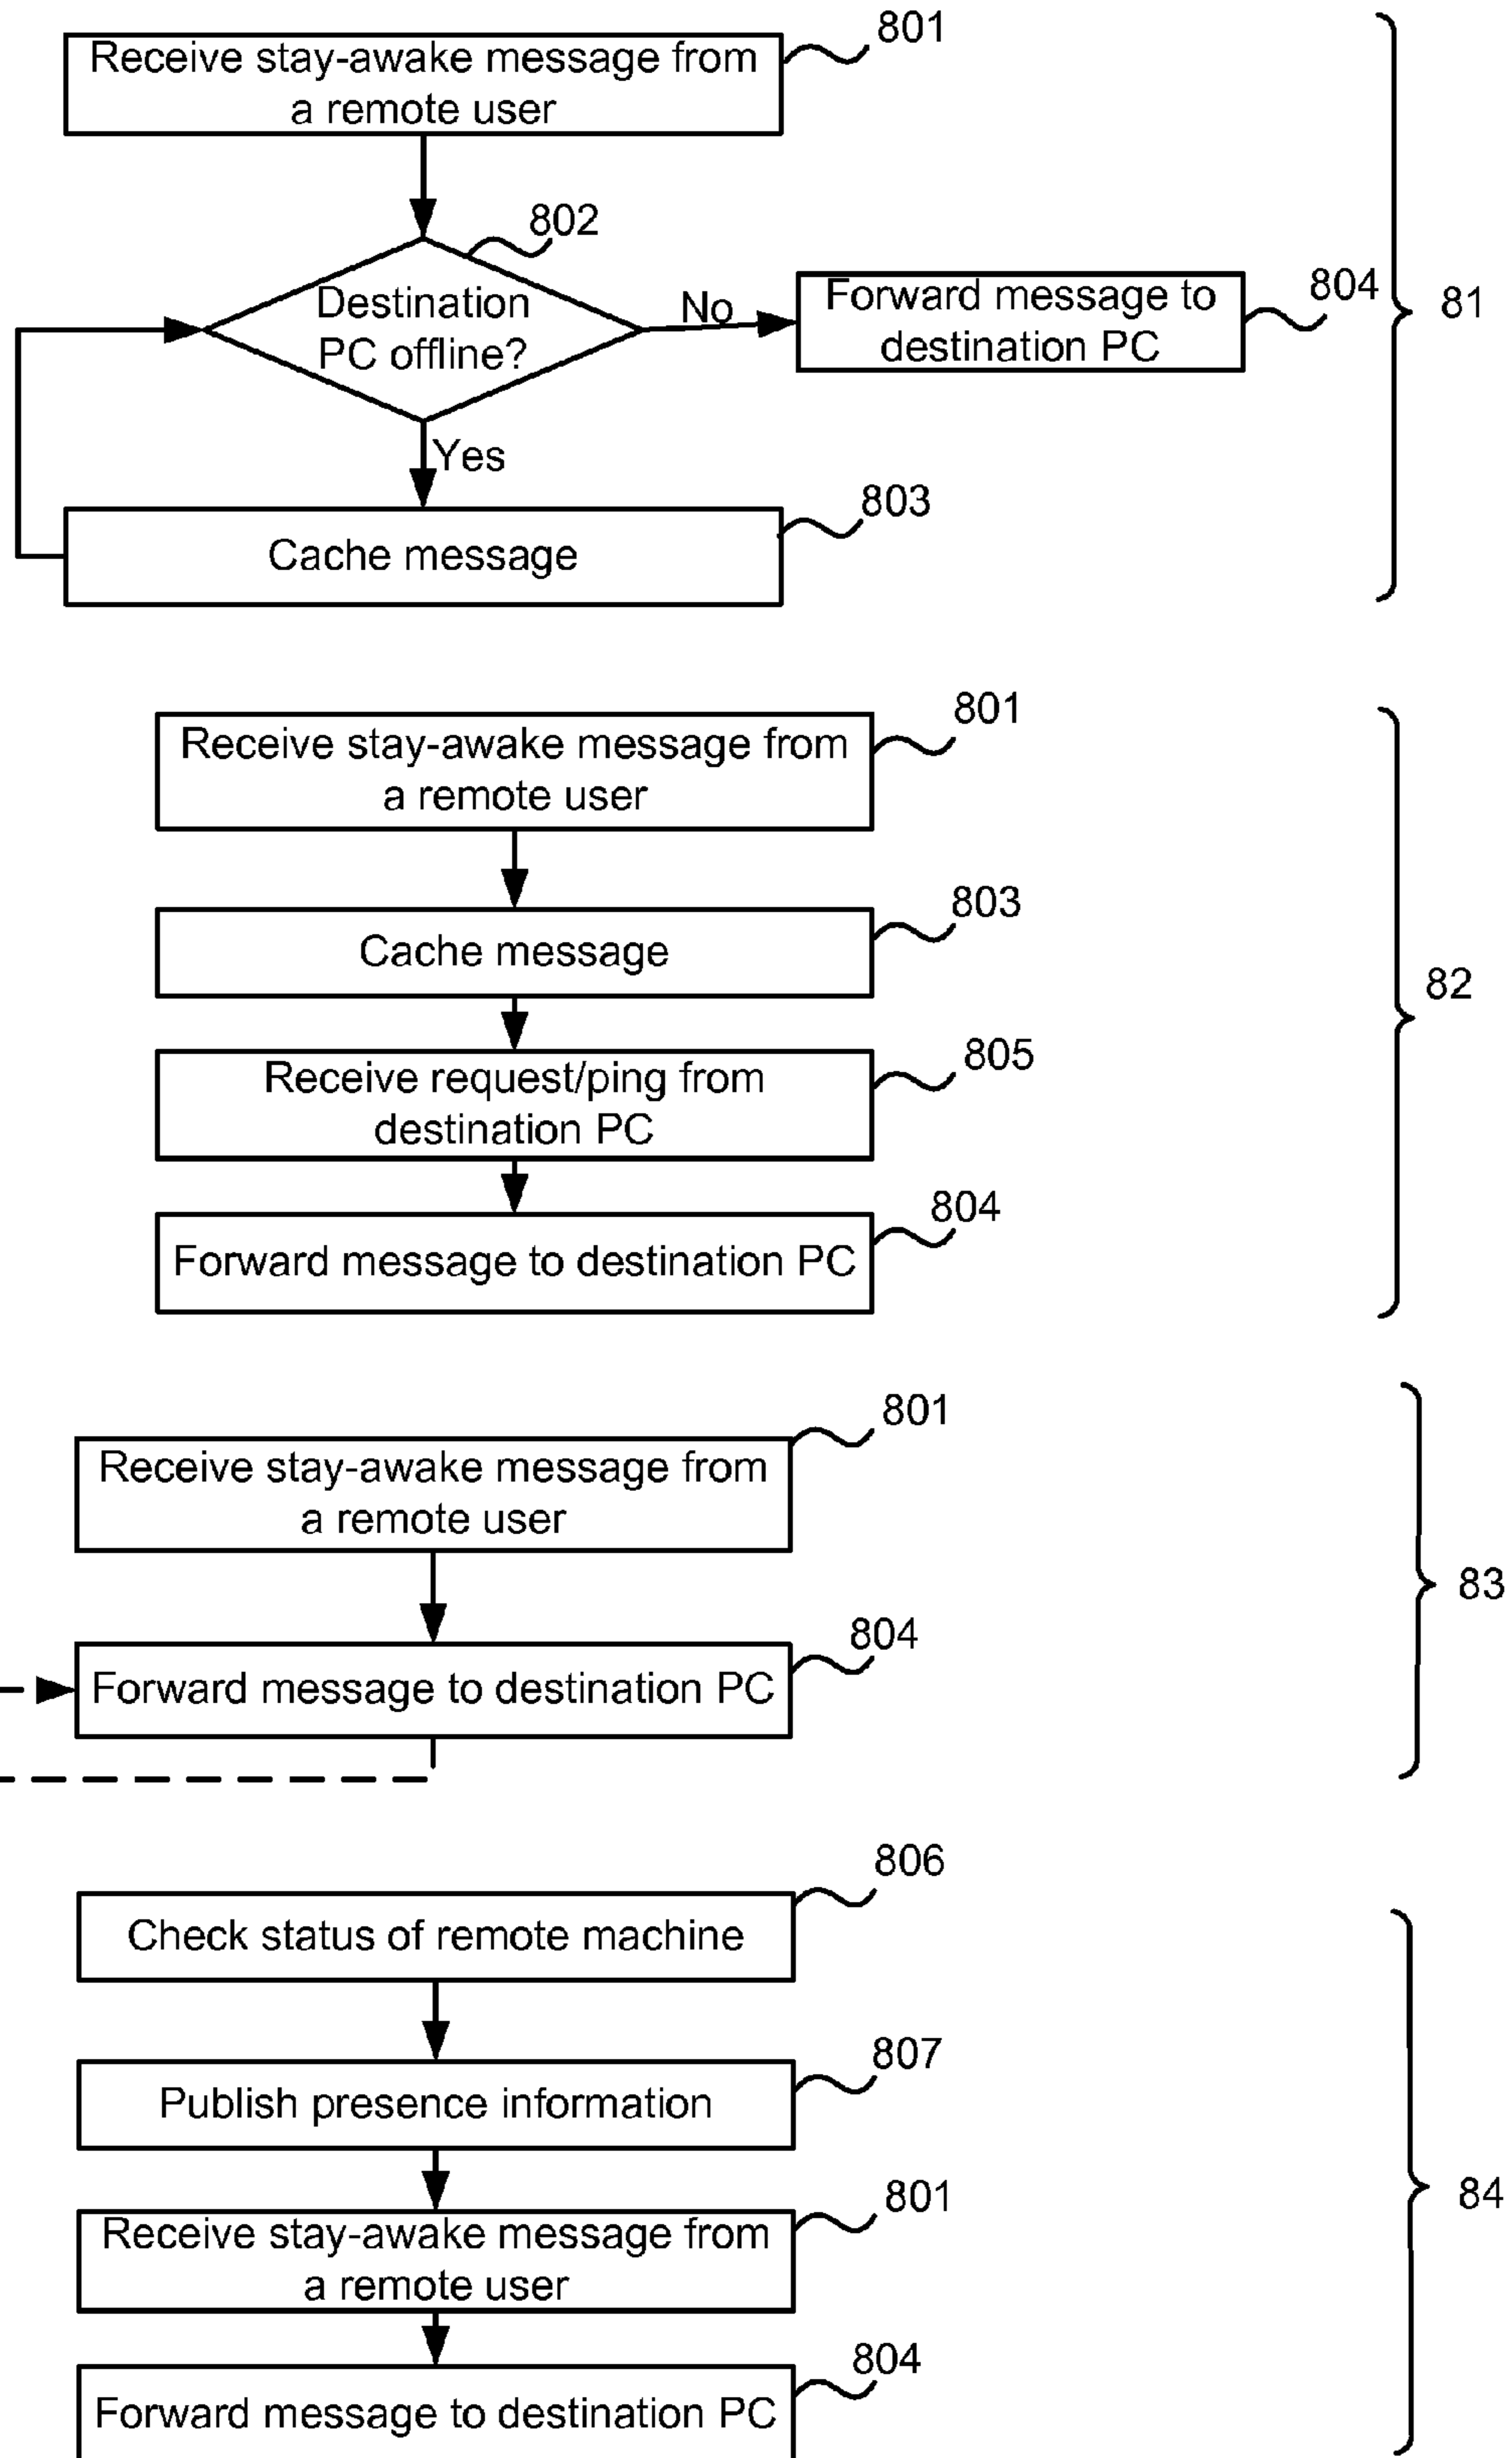 801
Receive stay-awake message from
a remote user
802
Destination
PC offline?
No
Forward message to
destination PC
804
81
Yes
803
Cache message
801
Receive stay-awake message from
a remote user
803
Cache message
82
805
Receive request/ping from
destination PC
804
Forward message to destination PC
801
Receive stay-awake message from
a remote user
83
804
Forward message to destination PC
806
Check status of remote machine
807
Publish presence information
801
84
Receive stay-awake message from
a remote user
804
Forward message to destination PC